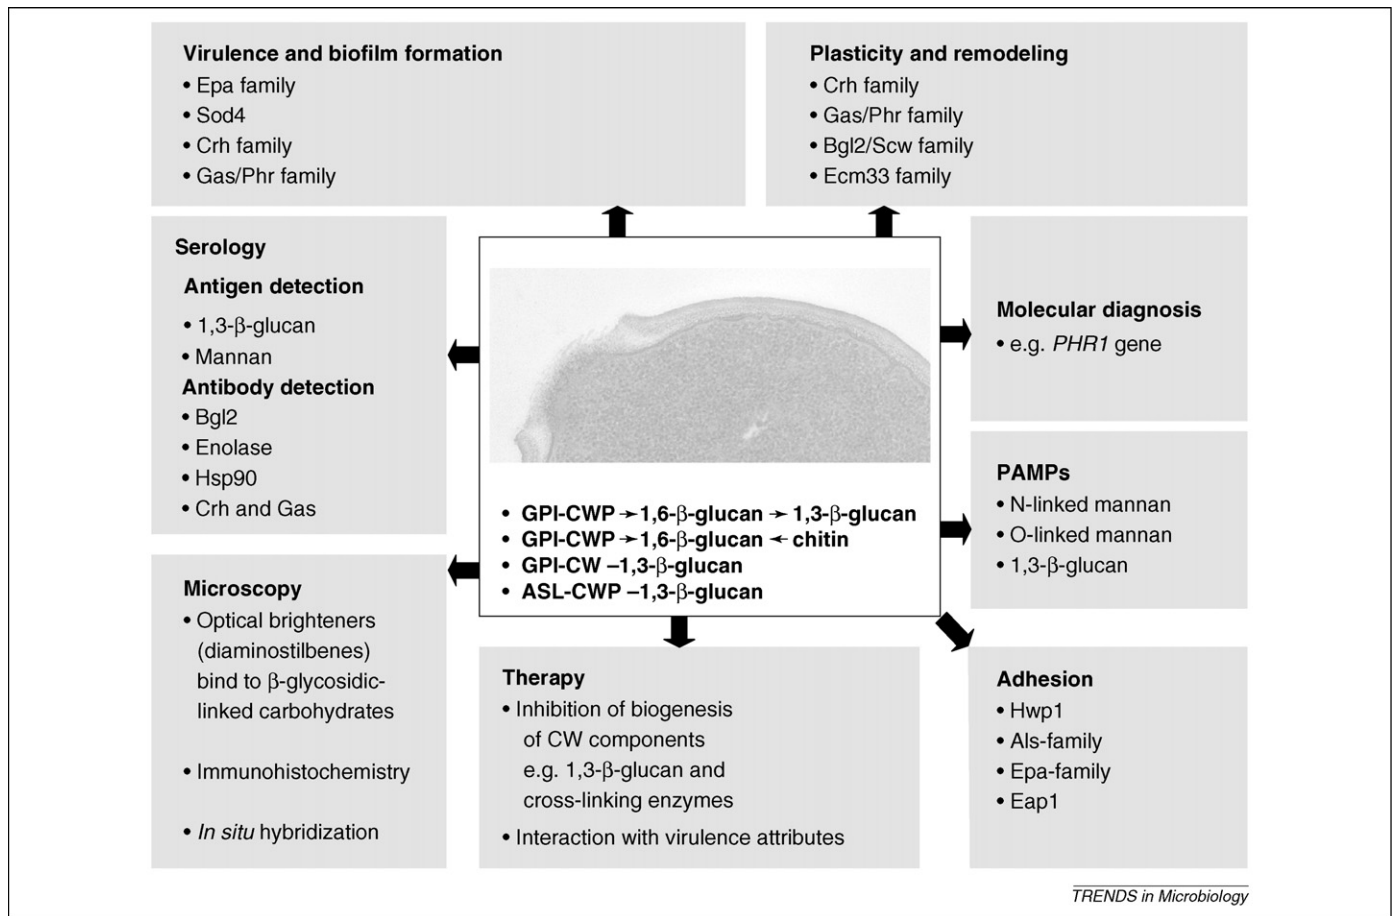 Virulence and biofilm formation
• Epa family
• Sod4
• Crh family
• Gas/Phr family
Plasticity and remodeling
• Crh family
• Gas/Phr family
• Bgl2/Scw family
• Ecm33 family
Serology
Antigen detection
• 1,3-β-glucan
• Mannan
Antibody detection
• Bgl2
• Enolase
• Hsp90
• Crh and Gas
Molecular diagnosis
• e.g. PHR1 gene
• GPI-CWP → 1,6-β-glucan → 1,3-β-glucan
• GPI-CWP → 1,6-β-glucan ← chitin
• GPI-CW –1,3-β-glucan
• ASL-CWP –1,3-β-glucan
PAMPs
• N-linked mannan
• O-linked mannan
• 1,3-β-glucan
Microscopy
• Optical brighteners
(diaminostilbenes)
bind to β-glycosidic-
linked carbohydrates
• Immunohistochemistry
• In situ hybridization
Therapy
• Inhibition of biogenesis
of CW components
e.g. 1,3-β-glucan and
cross-linking enzymes
• Interaction with virulence attributes
Adhesion
• Hwp1
• Als-family
• Epa-family
• Eap1
TRENDS in Microbiology